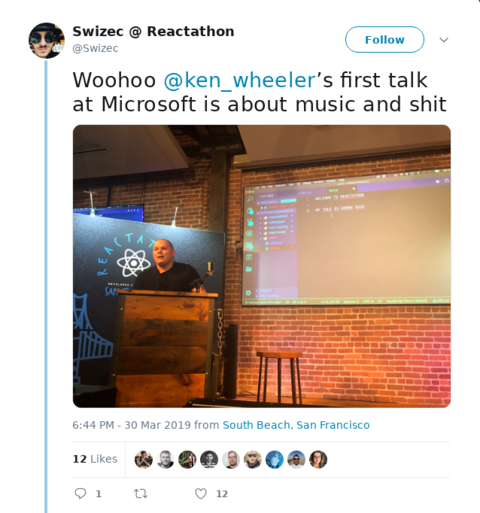 Swizec @ Reactathon
@Swizec
Follow
Woohoo @ken_wheeler's first talk
at Microsoft is about music and shit
REACTAT
WELCOME TO REACTATHON
MY TALK IS GONNA SUCK
SAN
6:44 PM - 30 Mar 2019 from South Beach, San Francisco
12 Likes
1
12